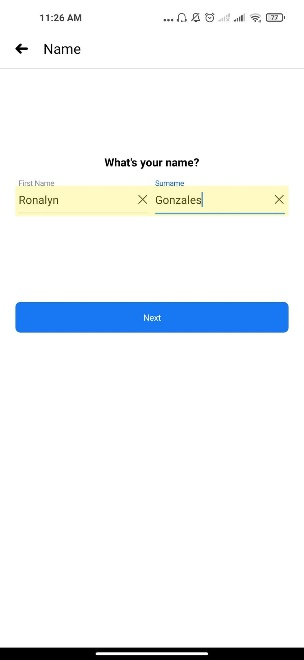 11:26 AM
77
Name
What's your name?
First Name
Surname
Ronalyn
Gonzales
Next